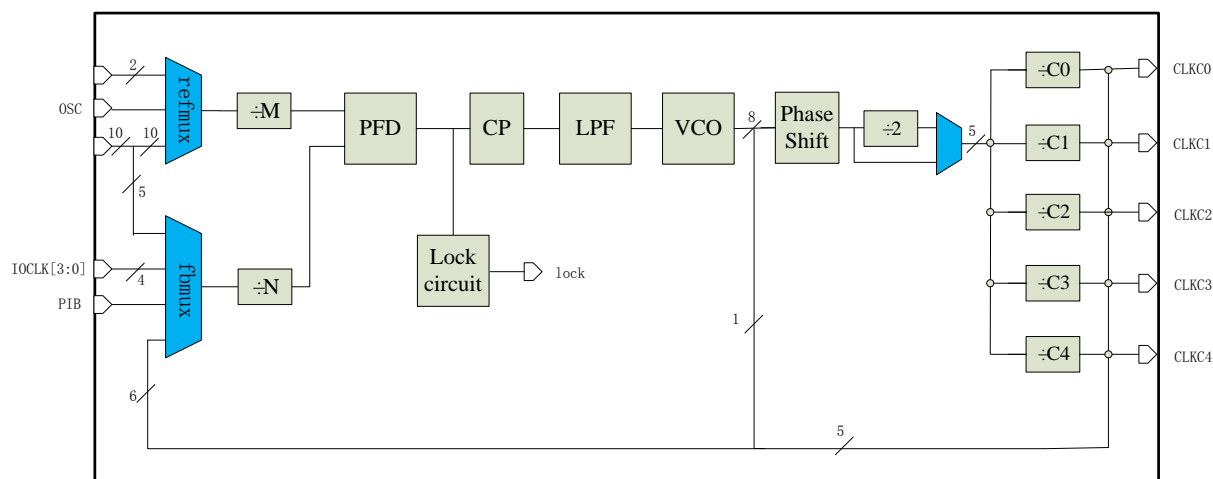 2
OSC
10
10
refmux
÷M
PFD
CP
LPF
VCO
8
Phase
Shift
÷2
5
÷C0
CLKC0
÷C1
CLKC1
5
÷C2
CLKC2
fbmux
IOCLK[3:0]
4
PIB
÷N
Lock
circuit
lock
÷C3
CLKC3
1
÷C4
CLKC4
6
5